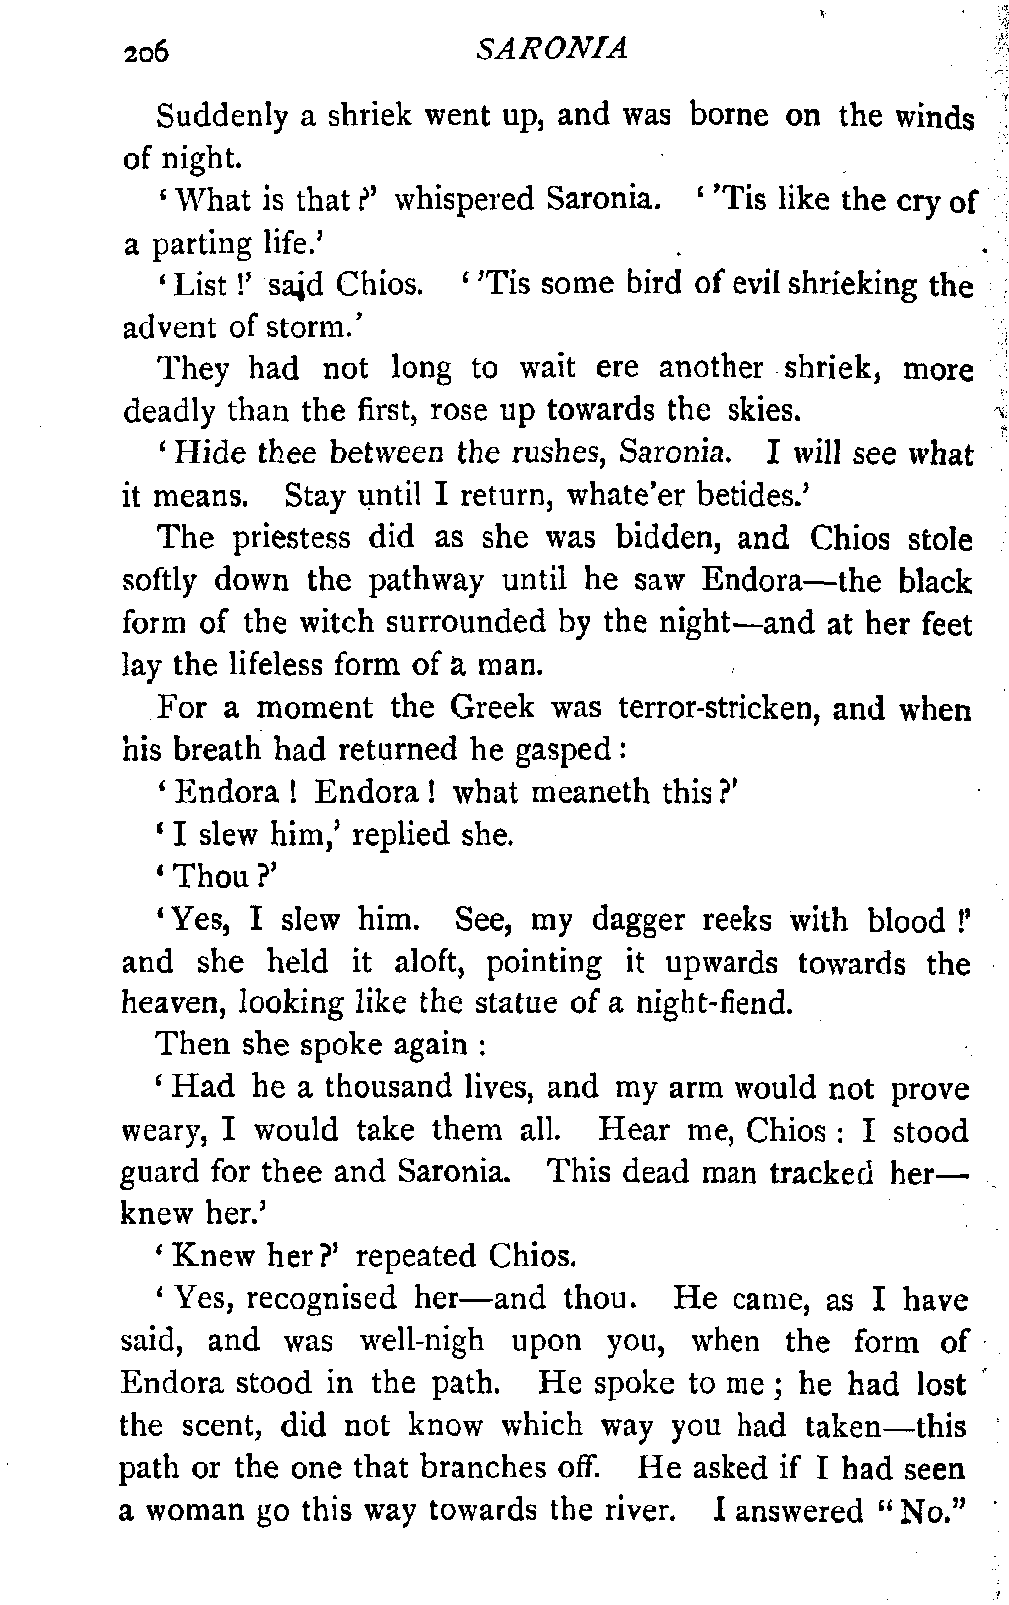 206 SARONIA
Suddenly a shriek went up, and was borne on the winds
of night.
‘What is that?’ whispered Saronia. ‘’Tis like the cry of
a parting life.’
‘List!’ said Chios. ‘’Tis some bird of evil shrieking the
advent of storm.’
They had not long to wait ere another shriek, more
deadly than the first, rose up towards the skies.
‘Hide thee between the rushes, Saronia. I will see what
it means. Stay until I return, whate’er betides.’
The priestess did as she was bidden, and Chios stole
softly down the pathway until he saw Endora—the black
form of the witch surrounded by the night—and at her feet
lay the lifeless form of a man.
For a moment the Greek was terror-stricken, and when
his breath had returned he gasped:
‘Endora! Endora! what meaneth this?’
‘I slew him,’ replied she.
‘Thou?’
‘Yes, I slew him. See, my dagger reeks with blood!’
and she held it aloft, pointing it upwards towards the
heaven, looking like the statue of a night-fiend.
Then she spoke again:
‘Had he a thousand lives, and my arm would not prove
weary, I would take them all. Hear me, Chios: I stood
guard for thee and Saronia. This dead man tracked her—
knew her.’
‘Knew her?’ repeated Chios.
‘Yes, recognised her—and thou. He came, as I have
said, and was well-nigh upon you, when the form of
Endora stood in the path. He spoke to me; he had lost
the scent, did not know which way you had taken—this
path or the one that branches off. He asked if I had seen
a woman go this way towards the river. I answered “No.”